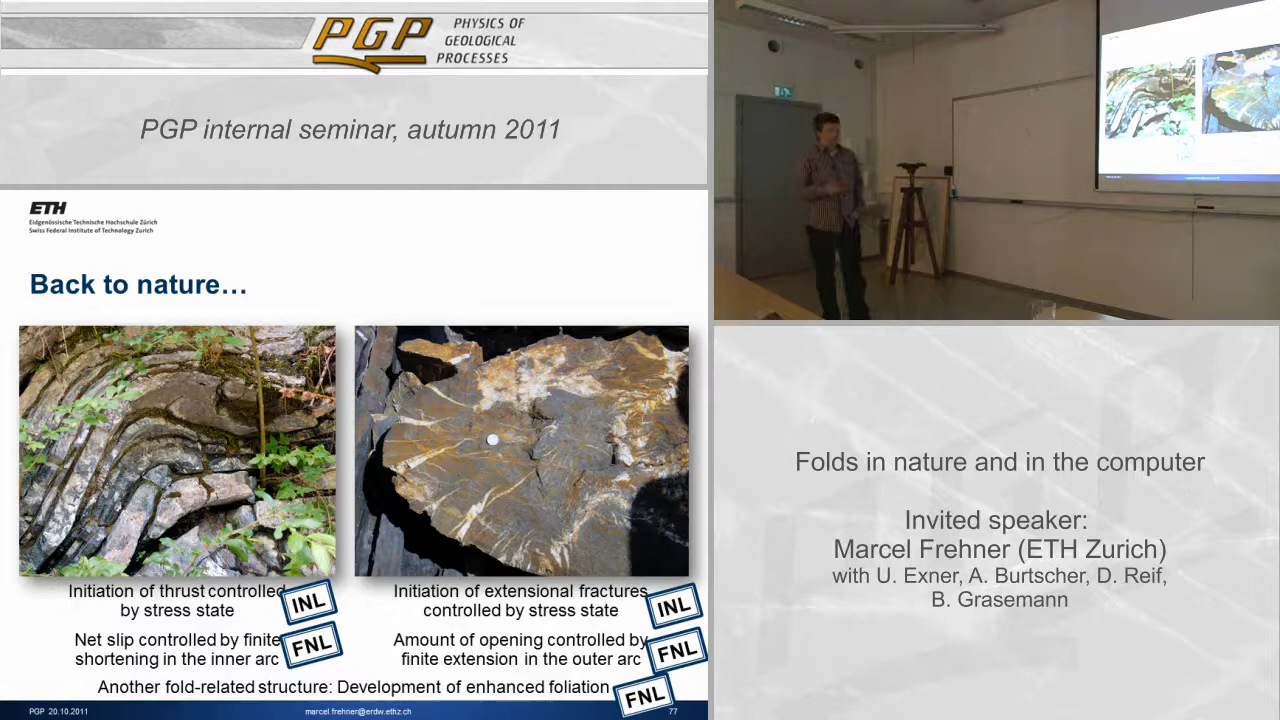 PGP
PHYSICS OF
GEOLOGICAL
PROCESSES
PGP internal seminar, autumn 2011
ETH
Eidgenössische Technische Hochschule Zürich
Swiss Federal Institute of Technology Zurich
Back to nature…
Initiation of thrust controlled
by stress state
INL
Net slip controlled by finite
shortening in the inner arc
FNL
Initiation of extensional fractures
controlled by stress state
INL
Amount of opening controlled by
finite extension in the outer arc
FNL
Another fold-related structure: Development of enhanced foliation
FNL
PGP 20.10.2011
marcel.frehner@erdw.ethz.ch
77
Folds in nature and in the computer
Invited speaker:
Marcel Frehner (ETH Zurich)
with U. Exner, A. Burtscher, D. Reif,
B. Grasemann